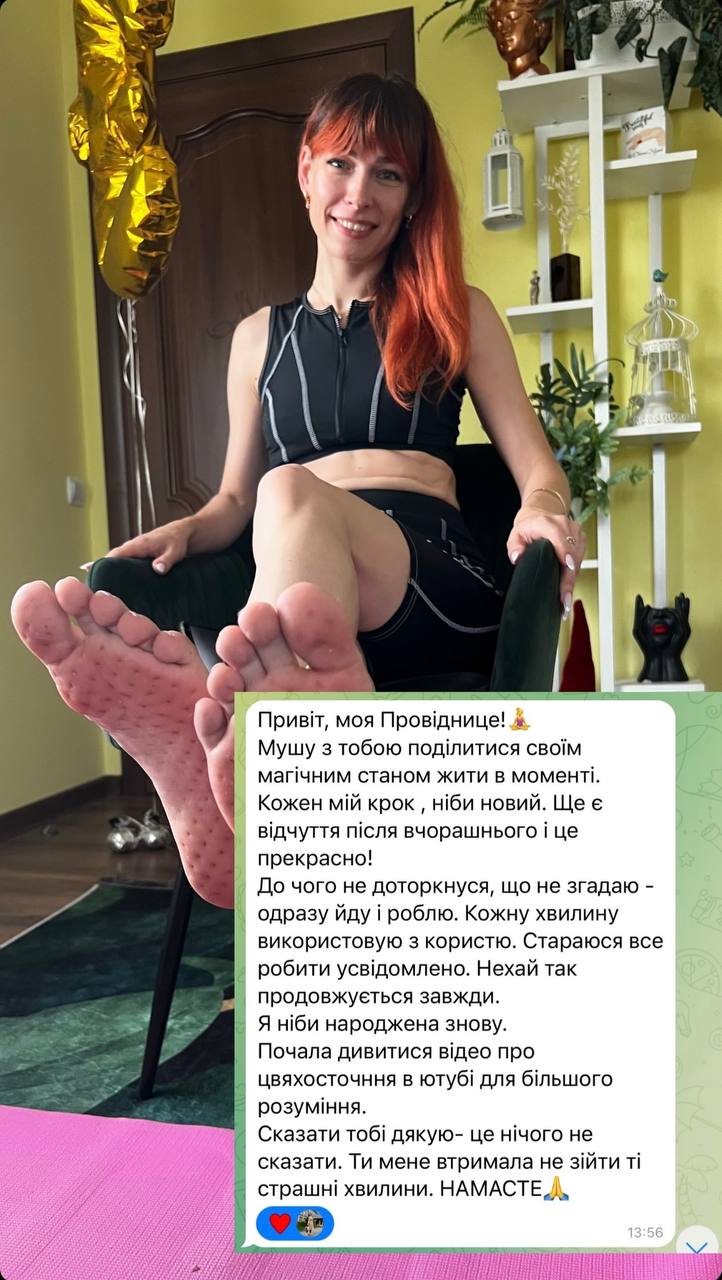 Привіт, моя Провіднице!🧘‍♀️
Мушу з тобою поділитися своїм
магічним станом жити в моменті.
Кожен мій крок , ніби новий. Ще є
відчуття після вчорашнього і це
прекрасно!
До чого не доторкнуся, що не згадаю -
одразу йду і роблю. Кожну хвилину
використовую з користю. Стараюся все
робити усвідомлено. Нехай так
продовжується завжди.
Я ніби народжена знову.
Почала дивитися відео про
цвяхосточння в ютубі для більшого
розуміння.
Сказати тобі дякую- це нічого не
сказати. Ти мене втримала не зійти ті
страшні хвилини. НАМАСТЕ🙏
13:56